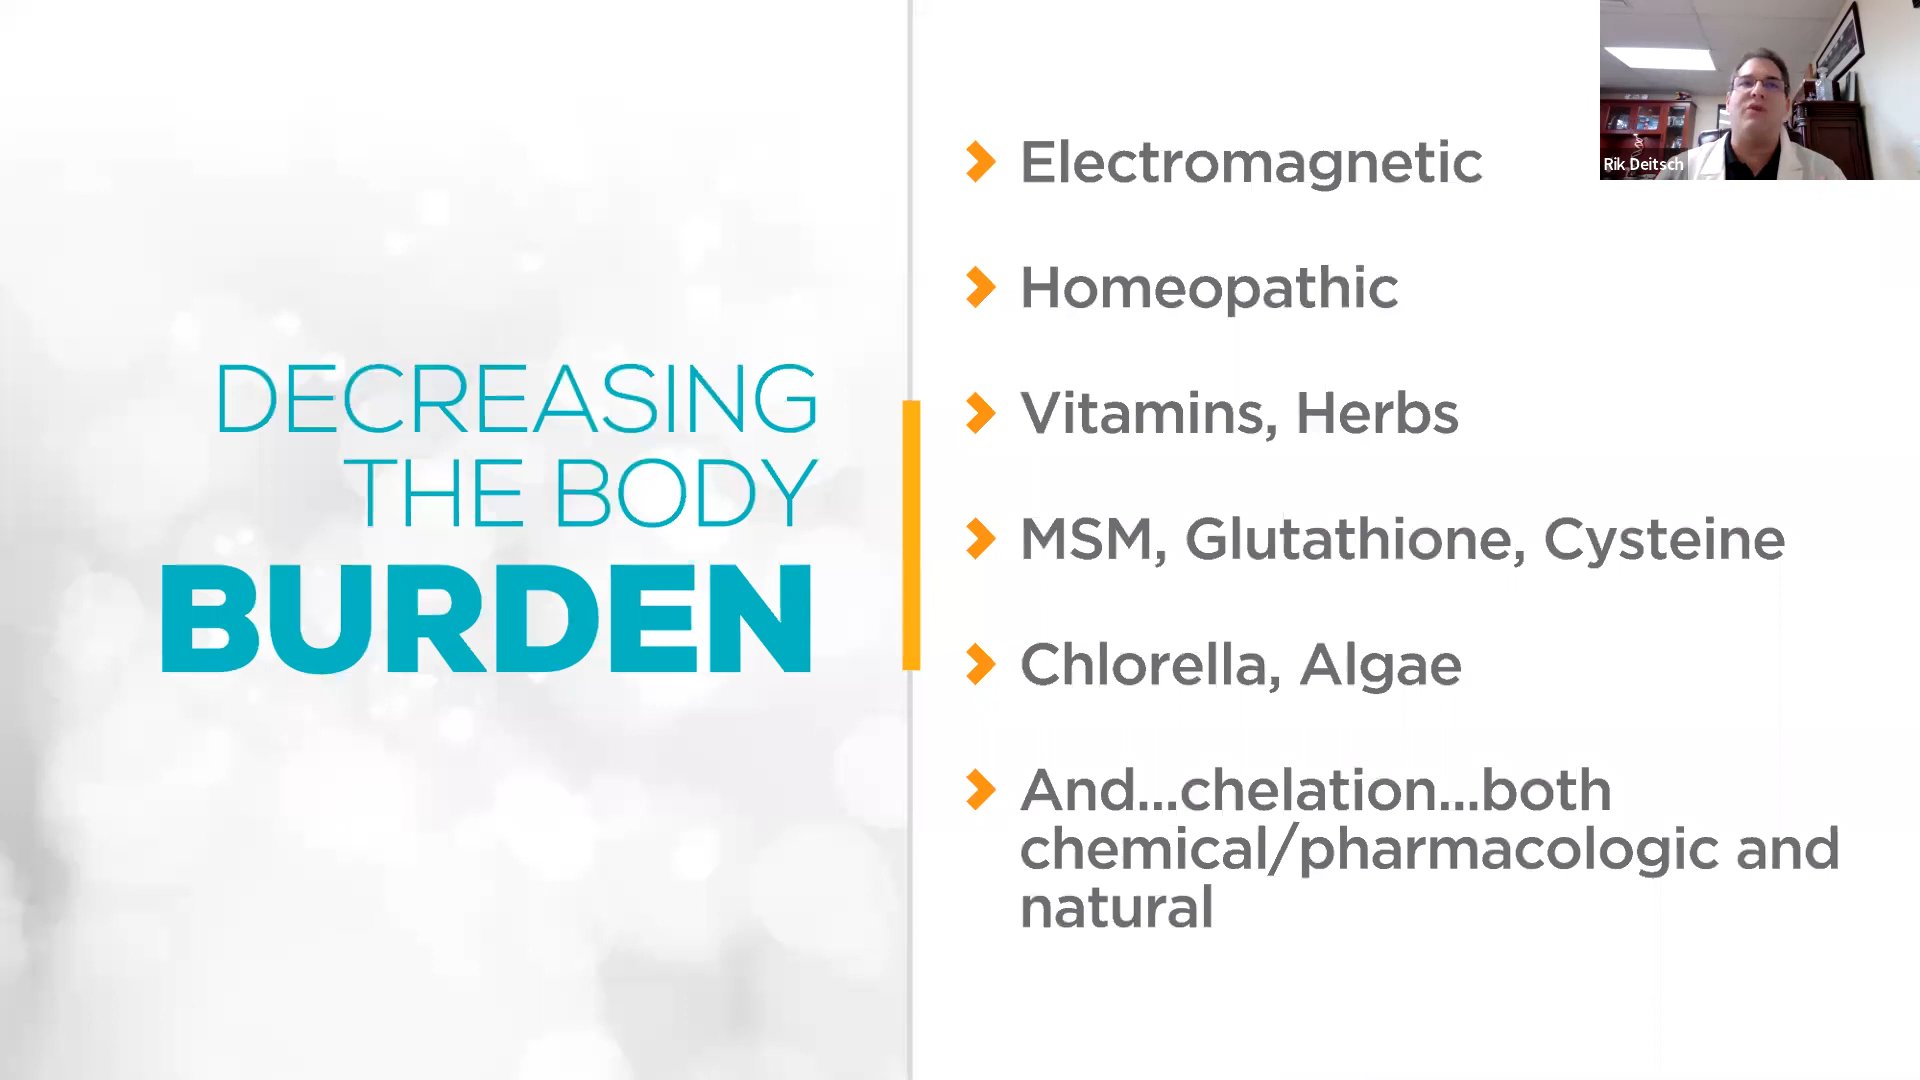 DECREASING
THE BODY
BURDEN
Electromagnetic
Homeopathic
Vitamins, Herbs
MSM, Glutathione, Cysteine
Chlorella, Algae
And...chelation...both
chemical/pharmacologic and
natural
Rik Deitsch